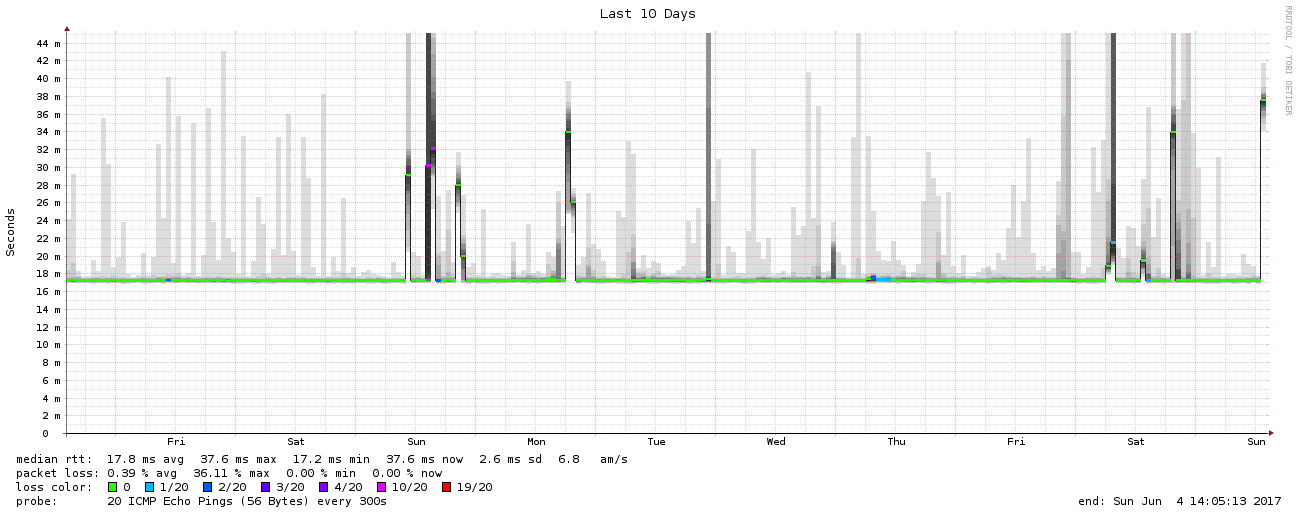 Last 10 Days
RRDTOOL / TOBI OETIKER
Seconds
44 m
42 m
40 m
38 m
36 m
34 m
32 m
30 m
28 m
26 m
24 m
22 m
20 m
18 m
16 m
14 m
12 m
10 m
8 m
6 m
4 m
2 m
0
Fri Sat Sun Mon Tue Wed Thu Fri Sat Sun
median rtt: 17.8 ms avg 37.6 ms max 17.2 ms min 37.6 ms now 2.6 ms sd 6.8 am/s
packet loss: 0.39 % avg 36.11 % max 0.00 % min 0.00 % now
loss color: 0 1/20 2/20 3/20 4/20 10/20 19/20
probe: 20 ICMP Echo Pings (56 Bytes) every 300s
end: Sun Jun 4 14:05:13 2017